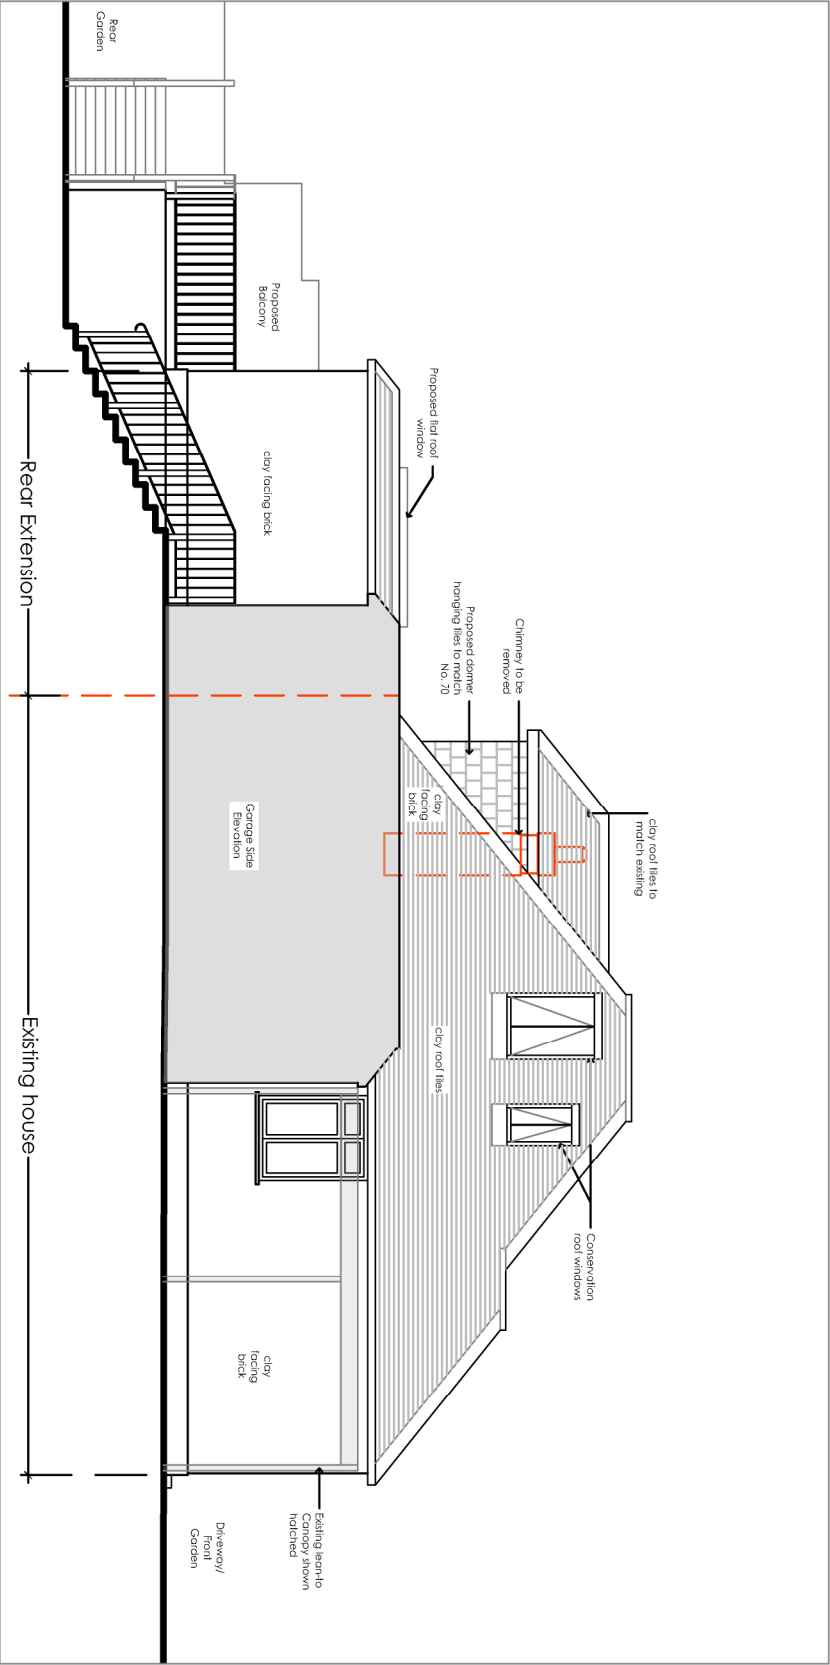 clay roof tiles to
match existing
Chimney to be
removed
Proposed dormer
hanging tiles to match
No. 70
Conservation
roof windows
Proposed flat roof
window
clay
facing
brick
clay roof tiles
Proposed
Balcony
clay facing brick
Garage Side
Elevation
clay
facing
brick
Existing lean-to
Canopy shown
hatched
Driveway/
Front
Garden
Rear
Garden
Rear Extension
Existing house